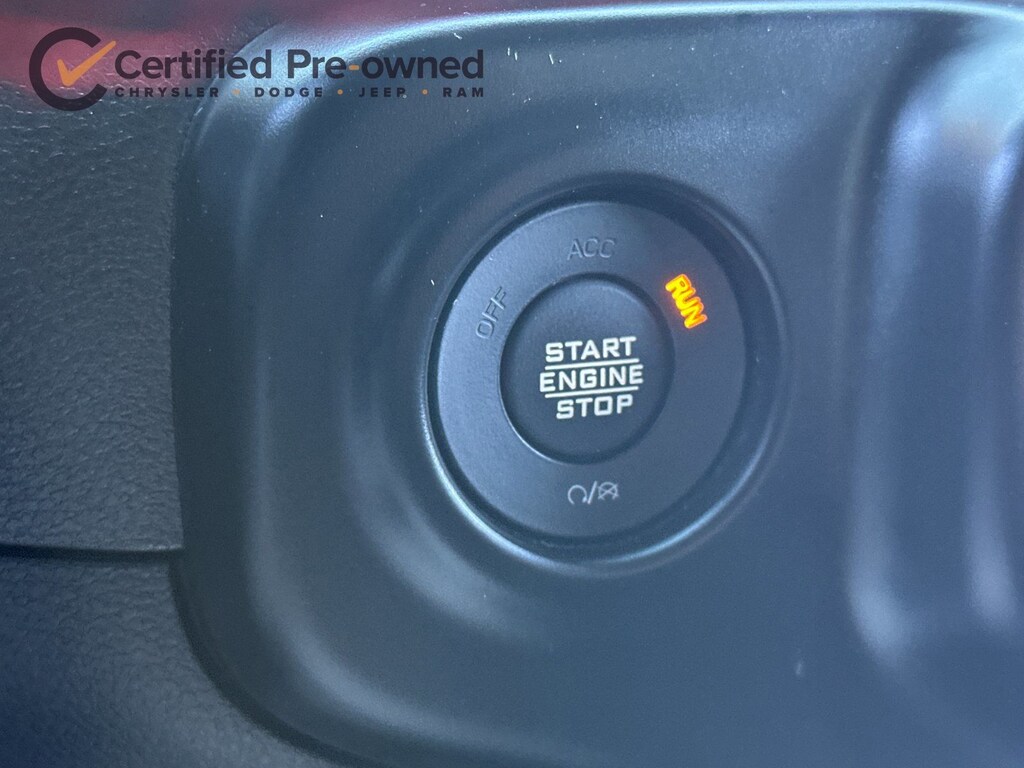 Certified Pre-owned
CHRYSLER • DODGE • JEEP • RAM
ACC
RUN
OFF
START
ENGINE
STOP